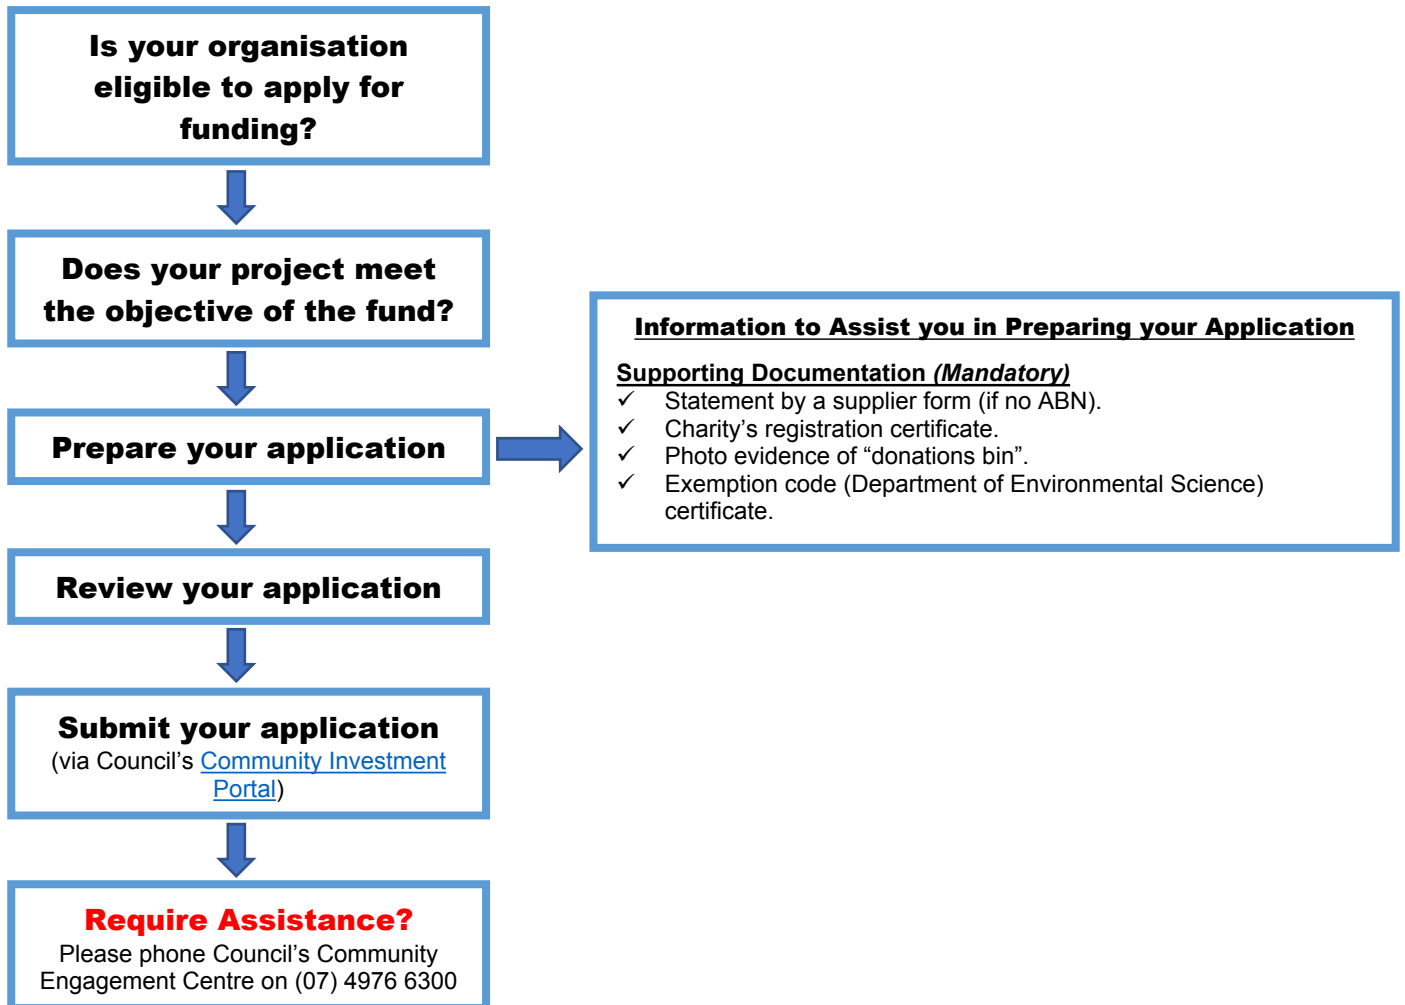 Is your organisation
eligible to apply for
funding?
Does your project meet
the objective of the fund?
Prepare your application
Information to Assist you in Preparing your Application
Supporting Documentation (Mandatory)
✓ Statement by a supplier form (if no ABN).
✓ Charity’s registration certificate.
✓ Photo evidence of “donations bin”.
✓ Exemption code (Department of Environmental Science)
certificate.
Review your application
Submit your application
(via Council’s Community Investment
Portal)
Require Assistance?
Please phone Council’s Community
Engagement Centre on (07) 4976 6300